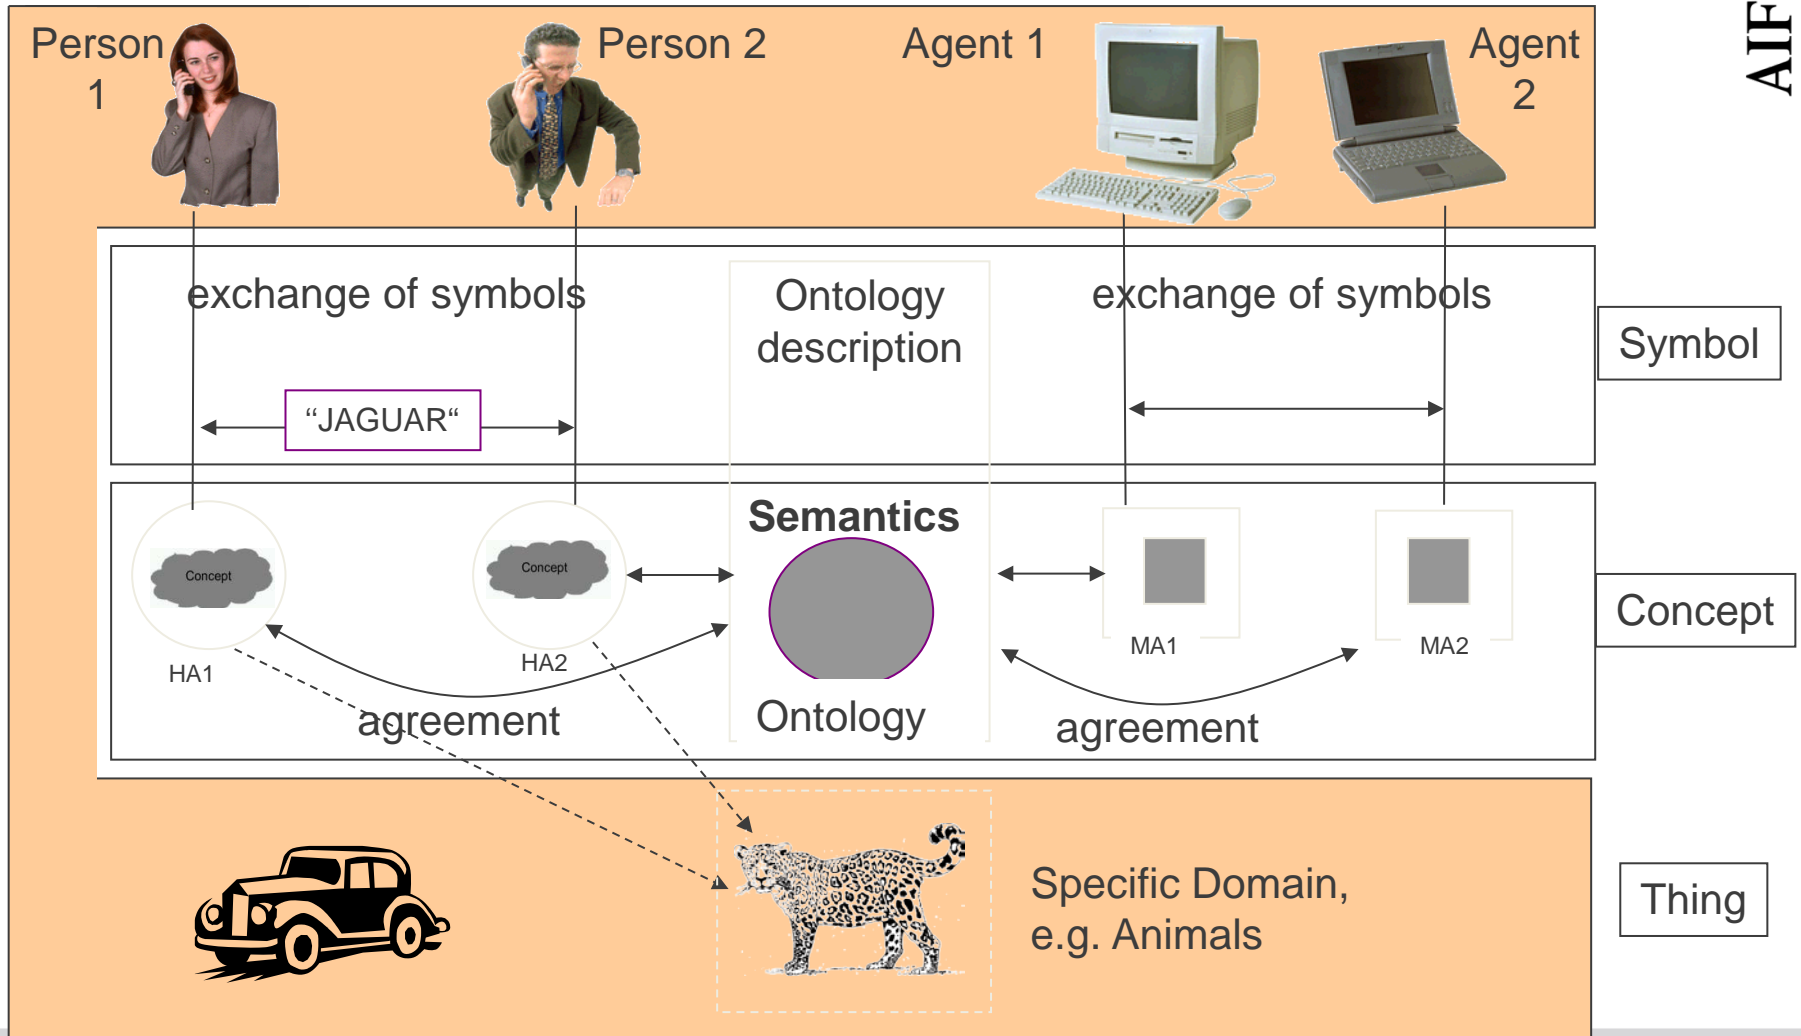 Person
1
Person 2
Agent 1
Agent
2
AIF
exchange of symbols
Ontology
description
exchange of symbols
Symbol
“JAGUAR“
Semantics
Concept
Concept
Concept
HA1
HA2
MA1
MA2
agreement
Ontology
agreement
Specific Domain,
e.g. Animals
Thing